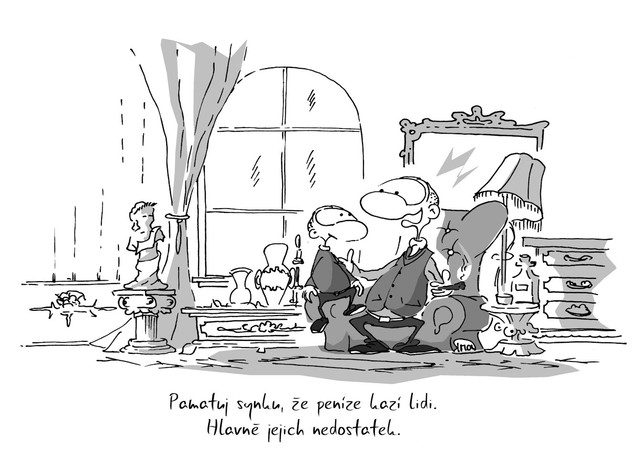 Pamatuj synku, že peníze kazí lidi.
Hlavně jejich nedostatek.